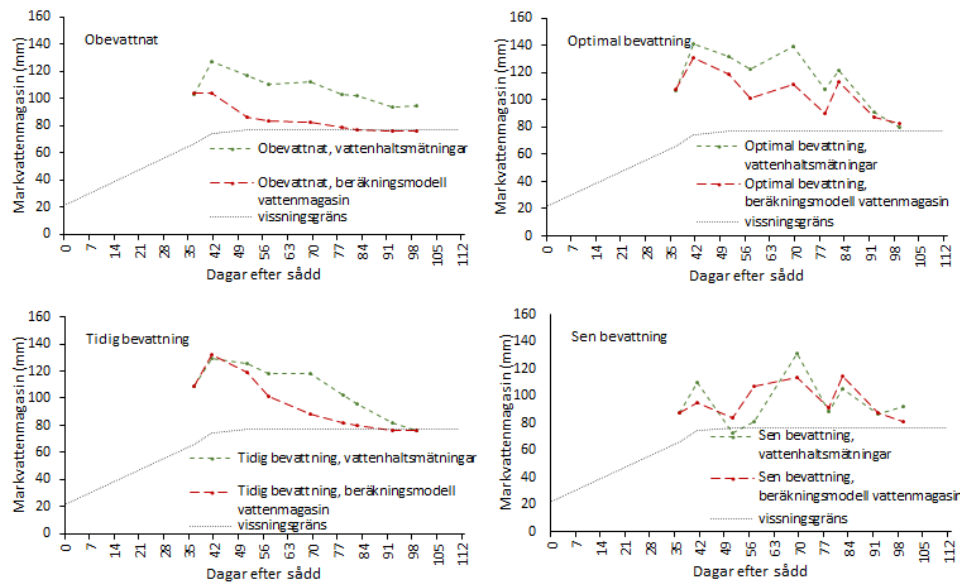 Obevattnat
Markvattenmagasin (mm)
160
140
120
100
80
60
40
20
0
Obevattnat, vattenhaltsmätningar
Obevattnat, beräkningsmodell
vattenmagasin
vissningsgräns
0 7 14 21 28 35 42 49 56 63 70 77 84 91 98 105 112
Dagar efter sådd
Optimal bevattning
Markvattenmagasin (mm)
160
140
120
100
80
60
40
20
0
Optimal bevattning,
vattenhaltsmätningar
Optimal bevattning,
beräkningsmodell vattenmagasin
vissningsgräns
0 7 14 21 28 35 42 49 56 63 70 77 84 91 98 105 112
Dagar efter sådd
Tidig bevattning
Markvattenmagasin (mm)
160
140
120
100
80
60
40
20
0
Tidig bevattning, vattenhaltsmätningar
Tidig bevattning, beräkningsmodell
vattenmagasin
vissningsgräns
0 7 14 21 28 35 42 49 56 63 70 77 84 91 98 105 112
Dagar efter sådd
Sen bevattning
Markvattenmagasin (mm)
160
140
120
100
80
60
40
20
0
Sen bevattning,
vattenhaltsmätningar
Sen bevattning,
beräkningsmodell vattenmagasin
vissningsgräns
0 7 14 21 28 35 42 49 56 63 70 77 84 91 98 105 112
Dagar efter sådd